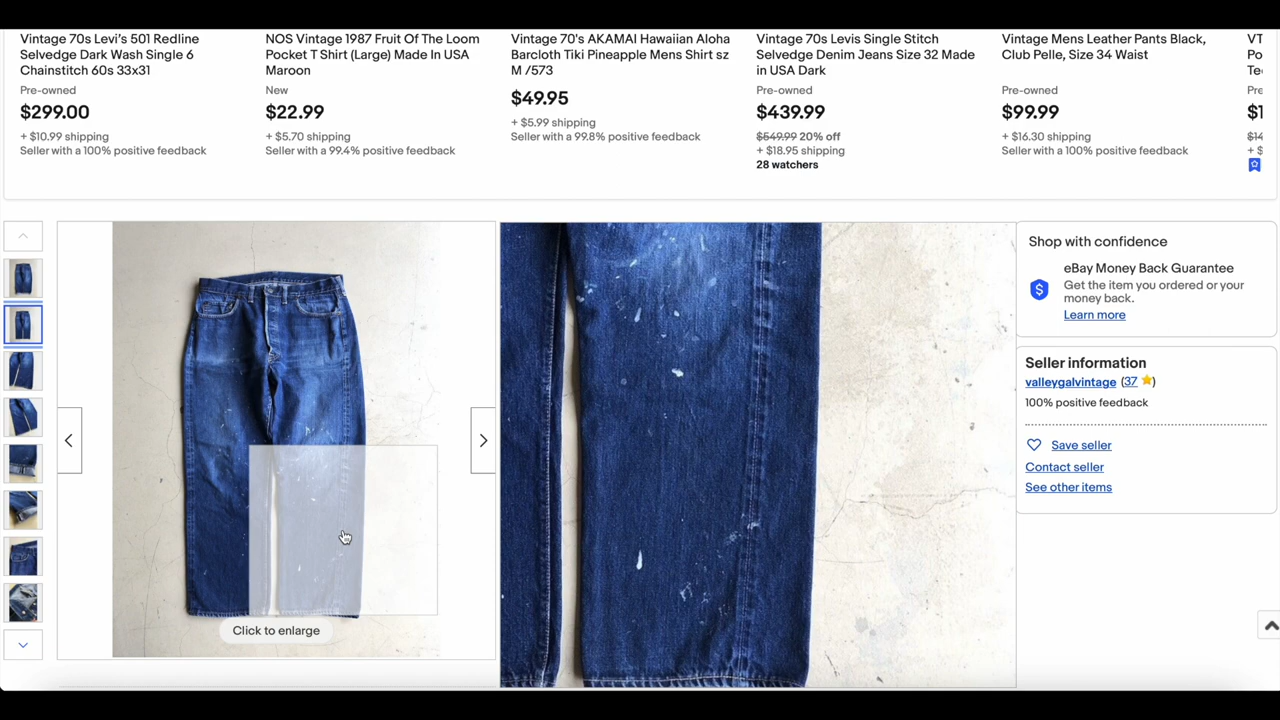 Vintage 70s Levi's 501 Redline
Selvedge Dark Wash Single 6
Chainstitch 60s 33x31
Pre-owned
$299.00
+ $10.99 shipping
Seller with a 100% positive feedback
NOS Vintage 1987 Fruit Of The Loom
Pocket T Shirt (Large) Made In USA
Maroon
New
$22.99
+ $5.70 shipping
Seller with a 99.4% positive feedback
Vintage 70's AKAMAI Hawaiian Aloha
Barcloth Tiki Pineapple Mens Shirt sz
M /573
$49.95
+ $5.99 shipping
Seller with a 99.8% positive feedback
Vintage 70s Levis Single Stitch
Selvedge Denim Jeans Size 32 Made
in USA Dark
Pre-owned
$439.99
$549.99 20% off
+ $18.95 shipping
28 watchers
Vintage Mens Leather Pants Black,
Club Pelle, Size 34 Waist
Pre-owned
$99.99
+ $16.30 shipping
Seller with a 100% positive feedback
VT
Po
Te
Pre
$1
$14
+ $
Click to enlarge
Shop with confidence
eBay Money Back Guarantee
Get the item you ordered or your
money back.
Learn more
Seller information
valleygalvintage (37)
100% positive feedback
Save seller
Contact seller
See other items